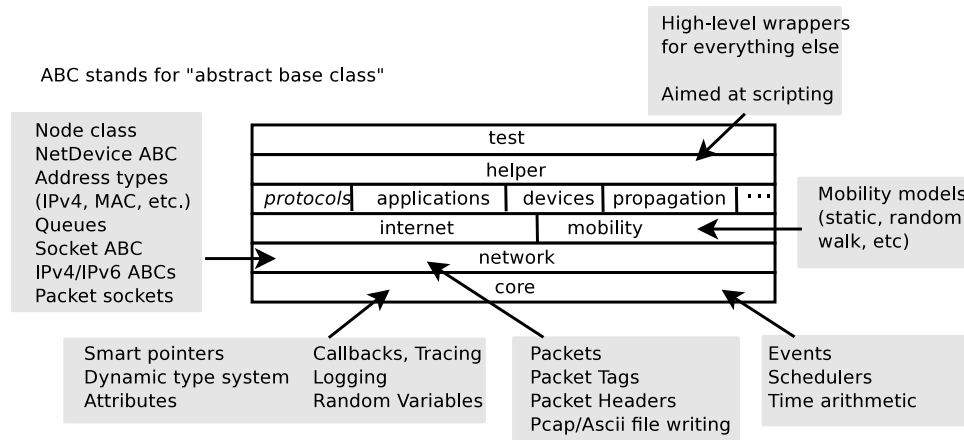 High-level wrappers
for everything else
Aimed at scripting
ABC stands for "abstract base class"
Node class
NetDevice ABC
Address types
(IPv4, MAC, etc.)
Queues
Socket ABC
IPv4/IPv6 ABCs
Packet sockets
test
helper
protocols applications devices propagation ...
internet mobility
network
core
Mobility models
(static, random
walk, etc)
Smart pointers
Dynamic type system
Attributes
Callbacks, Tracing
Logging
Random Variables
Packets
Packet Tags
Packet Headers
Pcap/Ascii file writing
Events
Schedulers
Time arithmetic